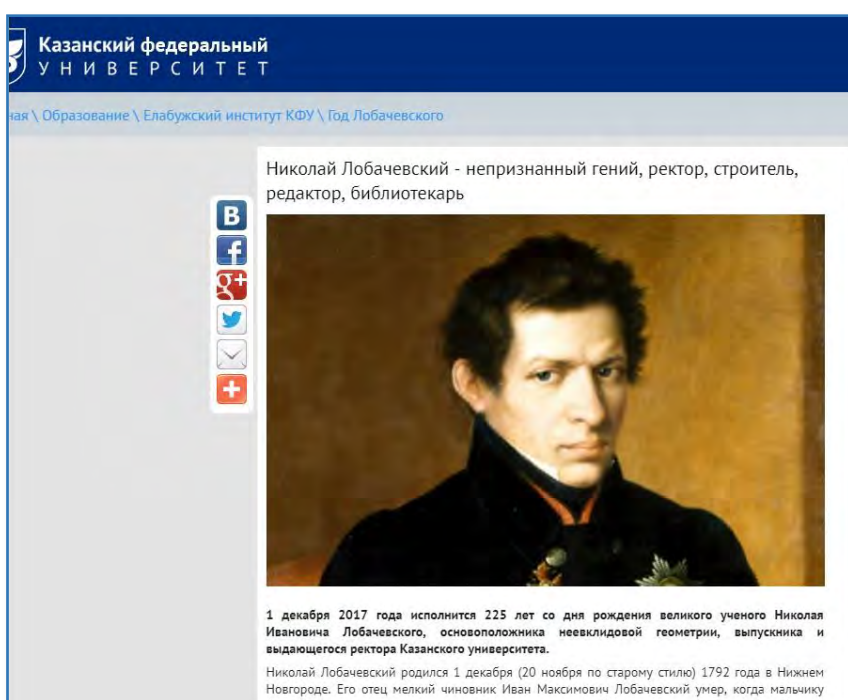 Казанский федеральный
УНИВЕРСИТЕТ
\ Образование \ Елабужский институт КФУ \ Год Лобачевского
Николай Лобачевский - непризнанный гений, ректор, строитель,
редактор, библиотекарь
B
f
g+
1 декабря 2017 года исполнится 225 лет со дня рождения великого ученого Николая
Ивановича Лобачевского, основоположника неевклидовой геометрии, выпускника и
выдающегося ректора Казанского университета.
Николай Лобачевский родился 1 декабря (20 ноября по старому стилю) 1792 года в Нижнем
Новгороде. Его отец мелкий чиновник Иван Максимович Лобачевский умер, когда мальчику